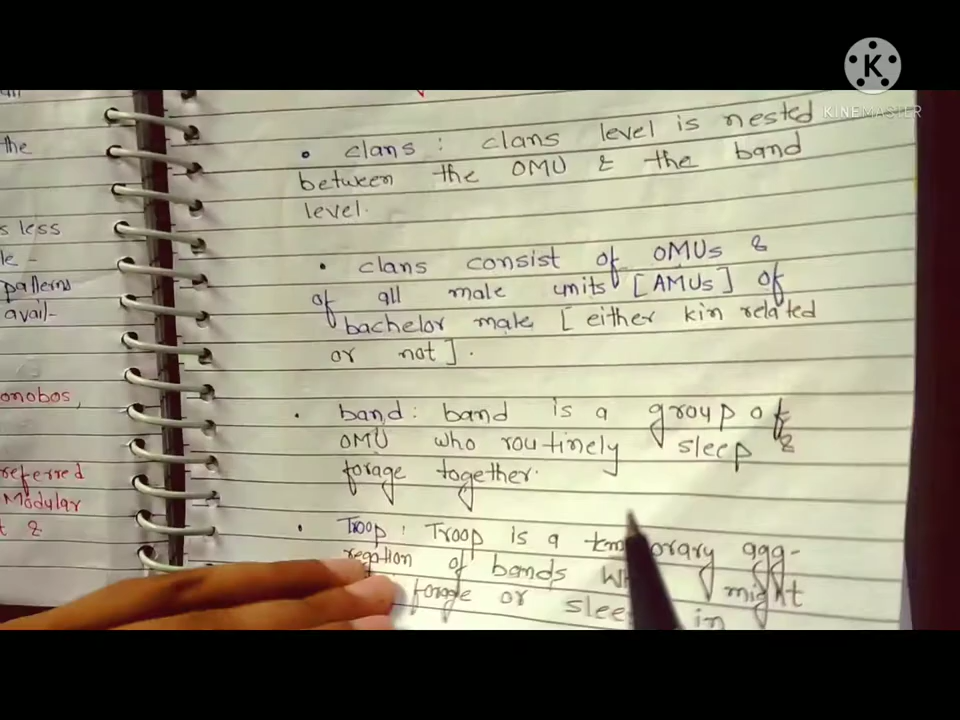 K
KINEMASTER
the
s less
le -
patterns
avail-
onobos,
referred
Modular
t &
• clans : clans level is nested
between the OMU & the band
level.
• clans consist of OMUs &
of all male units [AMUs] of
bachelor male [ either kin related
or not ].
• band : band is a group of
OMU who routinely sleep &
forage together.
• Troop : Troop is a temporary agg-
regation of bands might
forage or sleep in